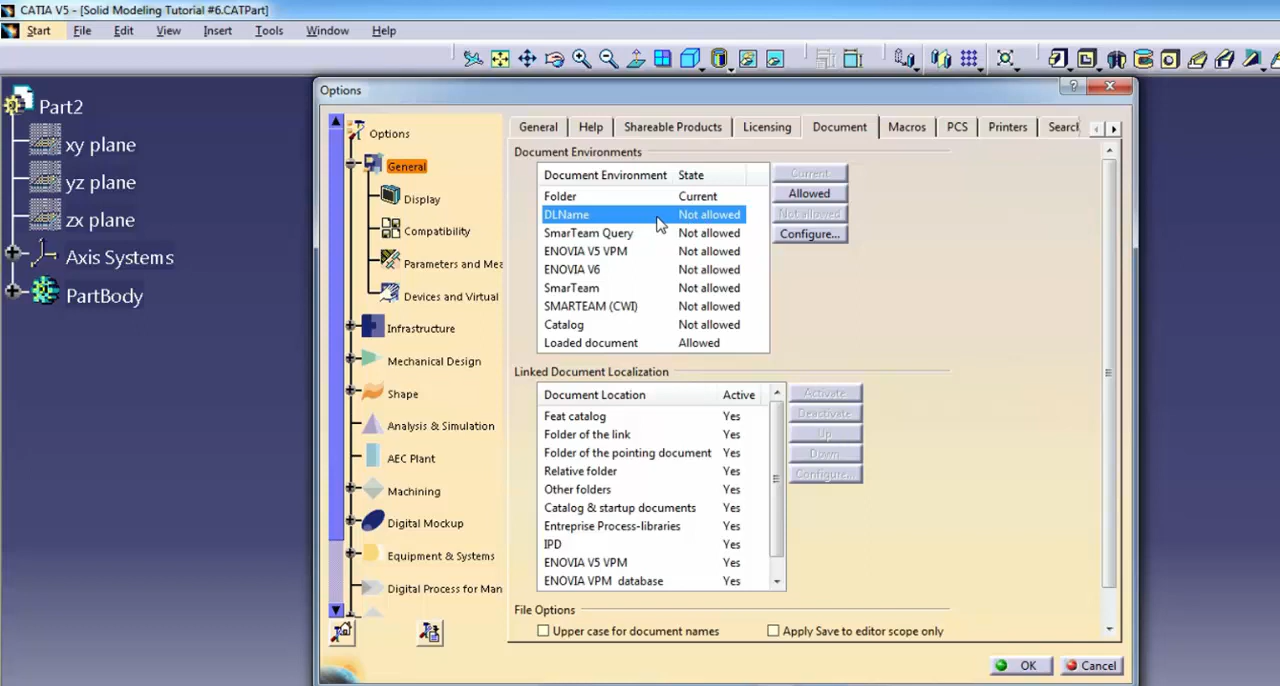 CATIA V5 - [Solid Modeling Tutorial #6.CATPart]
Start File Edit View Insert Tools Window Help
Part2
xy plane
yz plane
zx plane
Axis Systems
PartBody
Options
? x
Options
General
Display
Compatibility
Parameters and Mea
Devices and Virtual
Infrastructure
Mechanical Design
Shape
Analysis & Simulation
AEC Plant
Machining
Digital Mockup
Equipment & Systems
Digital Process for Man
General Help Shareable Products Licensing Document Macros PCS Printers Search
Document Environments
Document Environment State
Folder Current
DLName Not allowed
SmarTeam Query Not allowed
ENOVIA V5 VPM Not allowed
ENOVIA V6 Not allowed
SmarTeam Not allowed
SMARTEAM (CWI) Not allowed
Catalog Not allowed
Loaded document Allowed
Current
Allowed
Not allowed
Configure...
Linked Document Localization
Document Location Active
Feat catalog Yes
Folder of the link Yes
Folder of the pointing document Yes
Relative folder Yes
Other folders Yes
Catalog & startup documents Yes
Entreprise Process-libraries Yes
IPD Yes
ENOVIA V5 VPM Yes
ENOVIA VPM database Yes
Activate
Deactivate
Up
Down
Configure...
File Options
Upper case for document names Apply Save to editor scope only
OK Cancel